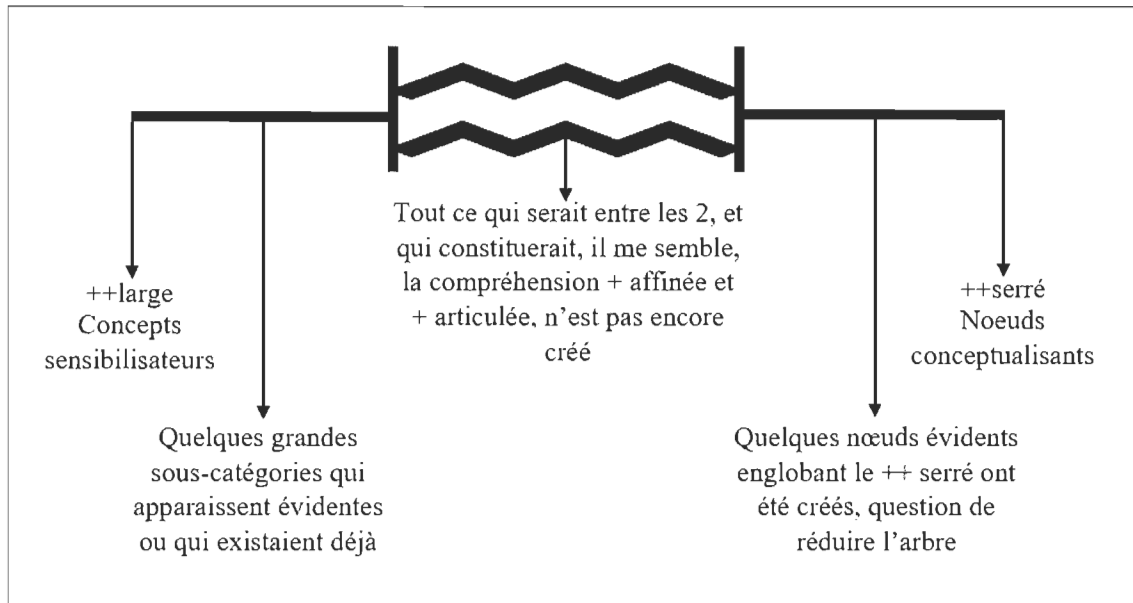 Tout ce qui serait entre les 2, et
qui constituerait, il me semble,
la compréhension + affinée et
+ articulée, n'est pas encore
créé
++large
Concepts
sensibilisateurs
++serré
Noeuds
conceptualisants
Quelques grandes
sous-catégories qui
apparaissent évidentes
ou qui existaient déjà
Quelques nœuds évidents
englobant le ++ serré ont
été créés, question de
réduire l'arbre